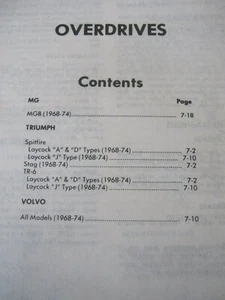 OVERDRIVES
Contents
MG Page
MGB (1968-74) 7-18
TRIUMPH
Spitfire
Laycock "A" & "D" Types (1968-74) 7-2
Laycock "J" Type (1968-74) 7-10
Stag (1968-74) 7-2
TR-6
Laycock "A" & "D" Types (1968-74) 7-2
Laycock "J" Type (1968-74) 7-10
VOLVO
All Models (1968-74) 7-10